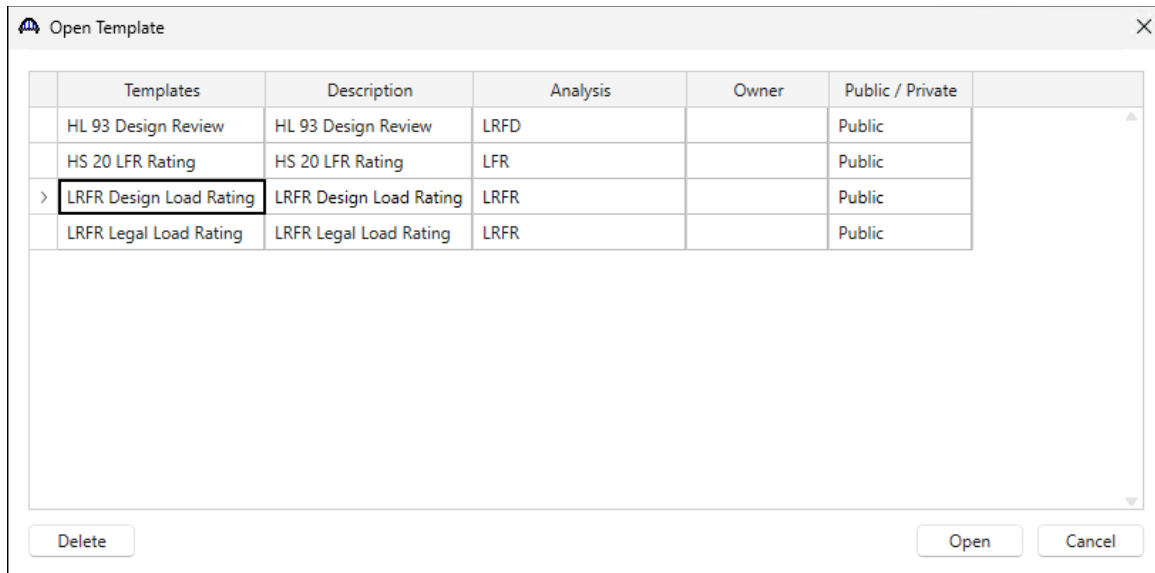 Open Template
Templates Description Analysis Owner Public / Private
HL 93 Design Review HL 93 Design Review LRFD Public
HS 20 LFR Rating HS 20 LFR Rating LFR Public
LRFR Design Load Rating LRFR Design Load Rating LRFR Public
LRFR Legal Load Rating LRFR Legal Load Rating LRFR Public
Delete Open Cancel